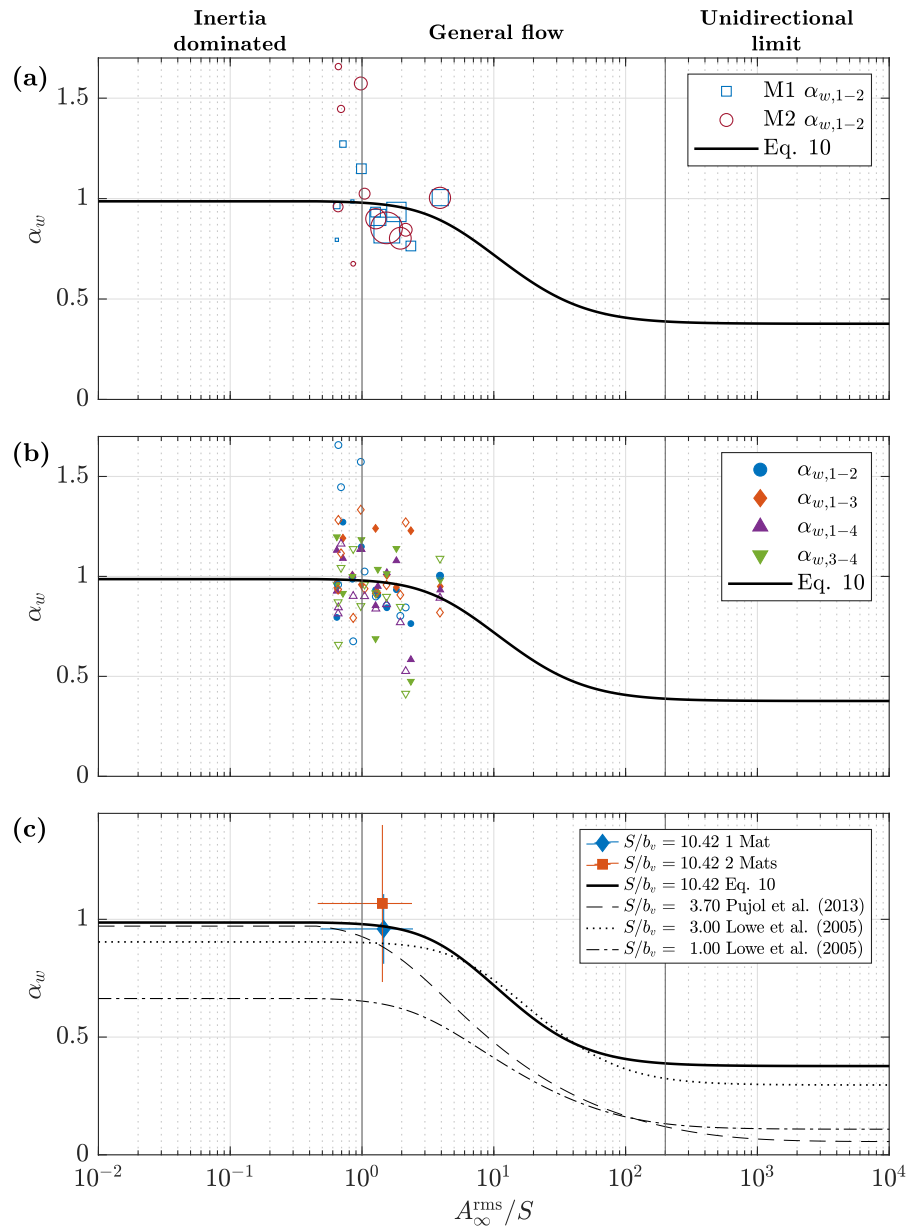 Inertia dominated
General flow
Unidirectional limit
(a)
1.5
1
0.5
0
α_w
M1 α_{w,1−2}
M2 α_{w,1−2}
Eq. 10
(b)
1.5
1
0.5
0
α_w
α_{w,1−2}
α_{w,1−3}
α_{w,1−4}
α_{w,3−4}
Eq. 10
(c)
1
0.5
0
α_w
S/b_v = 10.42 1 Mat
S/b_v = 10.42 2 Mats
S/b_v = 10.42 Eq. 10
S/b_v = 3.70 Pujol et al. (2013)
S/b_v = 3.00 Lowe et al. (2005)
S/b_v = 1.00 Lowe et al. (2005)
10^{−2} 10^{−1} 10^0 10^1 10^2 10^3 10^4
A_∞^{rms}/S